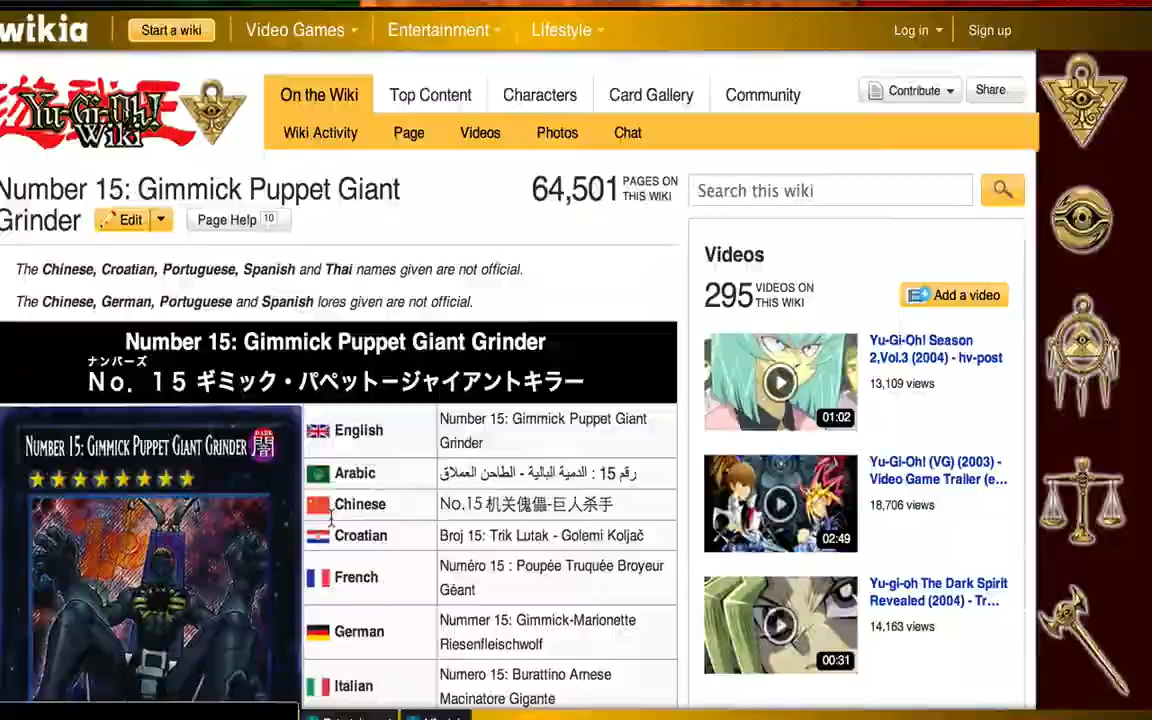 wikia
Start a wiki
Video Games
Entertainment
Lifestyle
Log in
Sign up
Yu-Gi-Oh!
Wiki
On the Wiki
Top Content
Characters
Card Gallery
Community
Contribute
Share
Wiki Activity
Page
Videos
Photos
Chat
Number 15: Gimmick Puppet Giant
Grinder
Edit
Page Help 10
64,501 PAGES ON
THIS WIKI
Search this wiki
The Chinese, Croatian, Portuguese, Spanish and Thai names given are not official.
The Chinese, German, Portuguese and Spanish lores given are not official.
Number 15: Gimmick Puppet Giant Grinder
ナンバーズ
No. 15 ギミック・パペットージャイアントキラー
NUMBER 15: GIMMICK PUPPET GIANT GRINDER
DARK
闇
English
Number 15: Gimmick Puppet Giant
Grinder
Arabic
رقم 15 : الدمية البالية - الطاحن العملاق
Chinese
No.15 机关傀儡-巨人杀手
Croatian
Broj 15: Trik Lutak - Golemi Koljač
French
Numéro 15 : Poupée Truquée Broyeur
Géant
German
Nummer 15: Gimmick-Marionette
Riesenfleischwolf
Italian
Numero 15: Burattino Arnese
Macinatore Gigante
Videos
295 VIDEOS ON
THIS WIKI
Add a video
01:02
Yu-Gi-Oh! Season
2,Vol.3 (2004) - hv-post
13,109 views
02:49
Yu-Gi-Oh! (VG) (2003) -
Video Game Trailer (e...
18,706 views
00:31
Yu-gi-oh The Dark Spirit
Revealed (2004) - Tr...
14,163 views